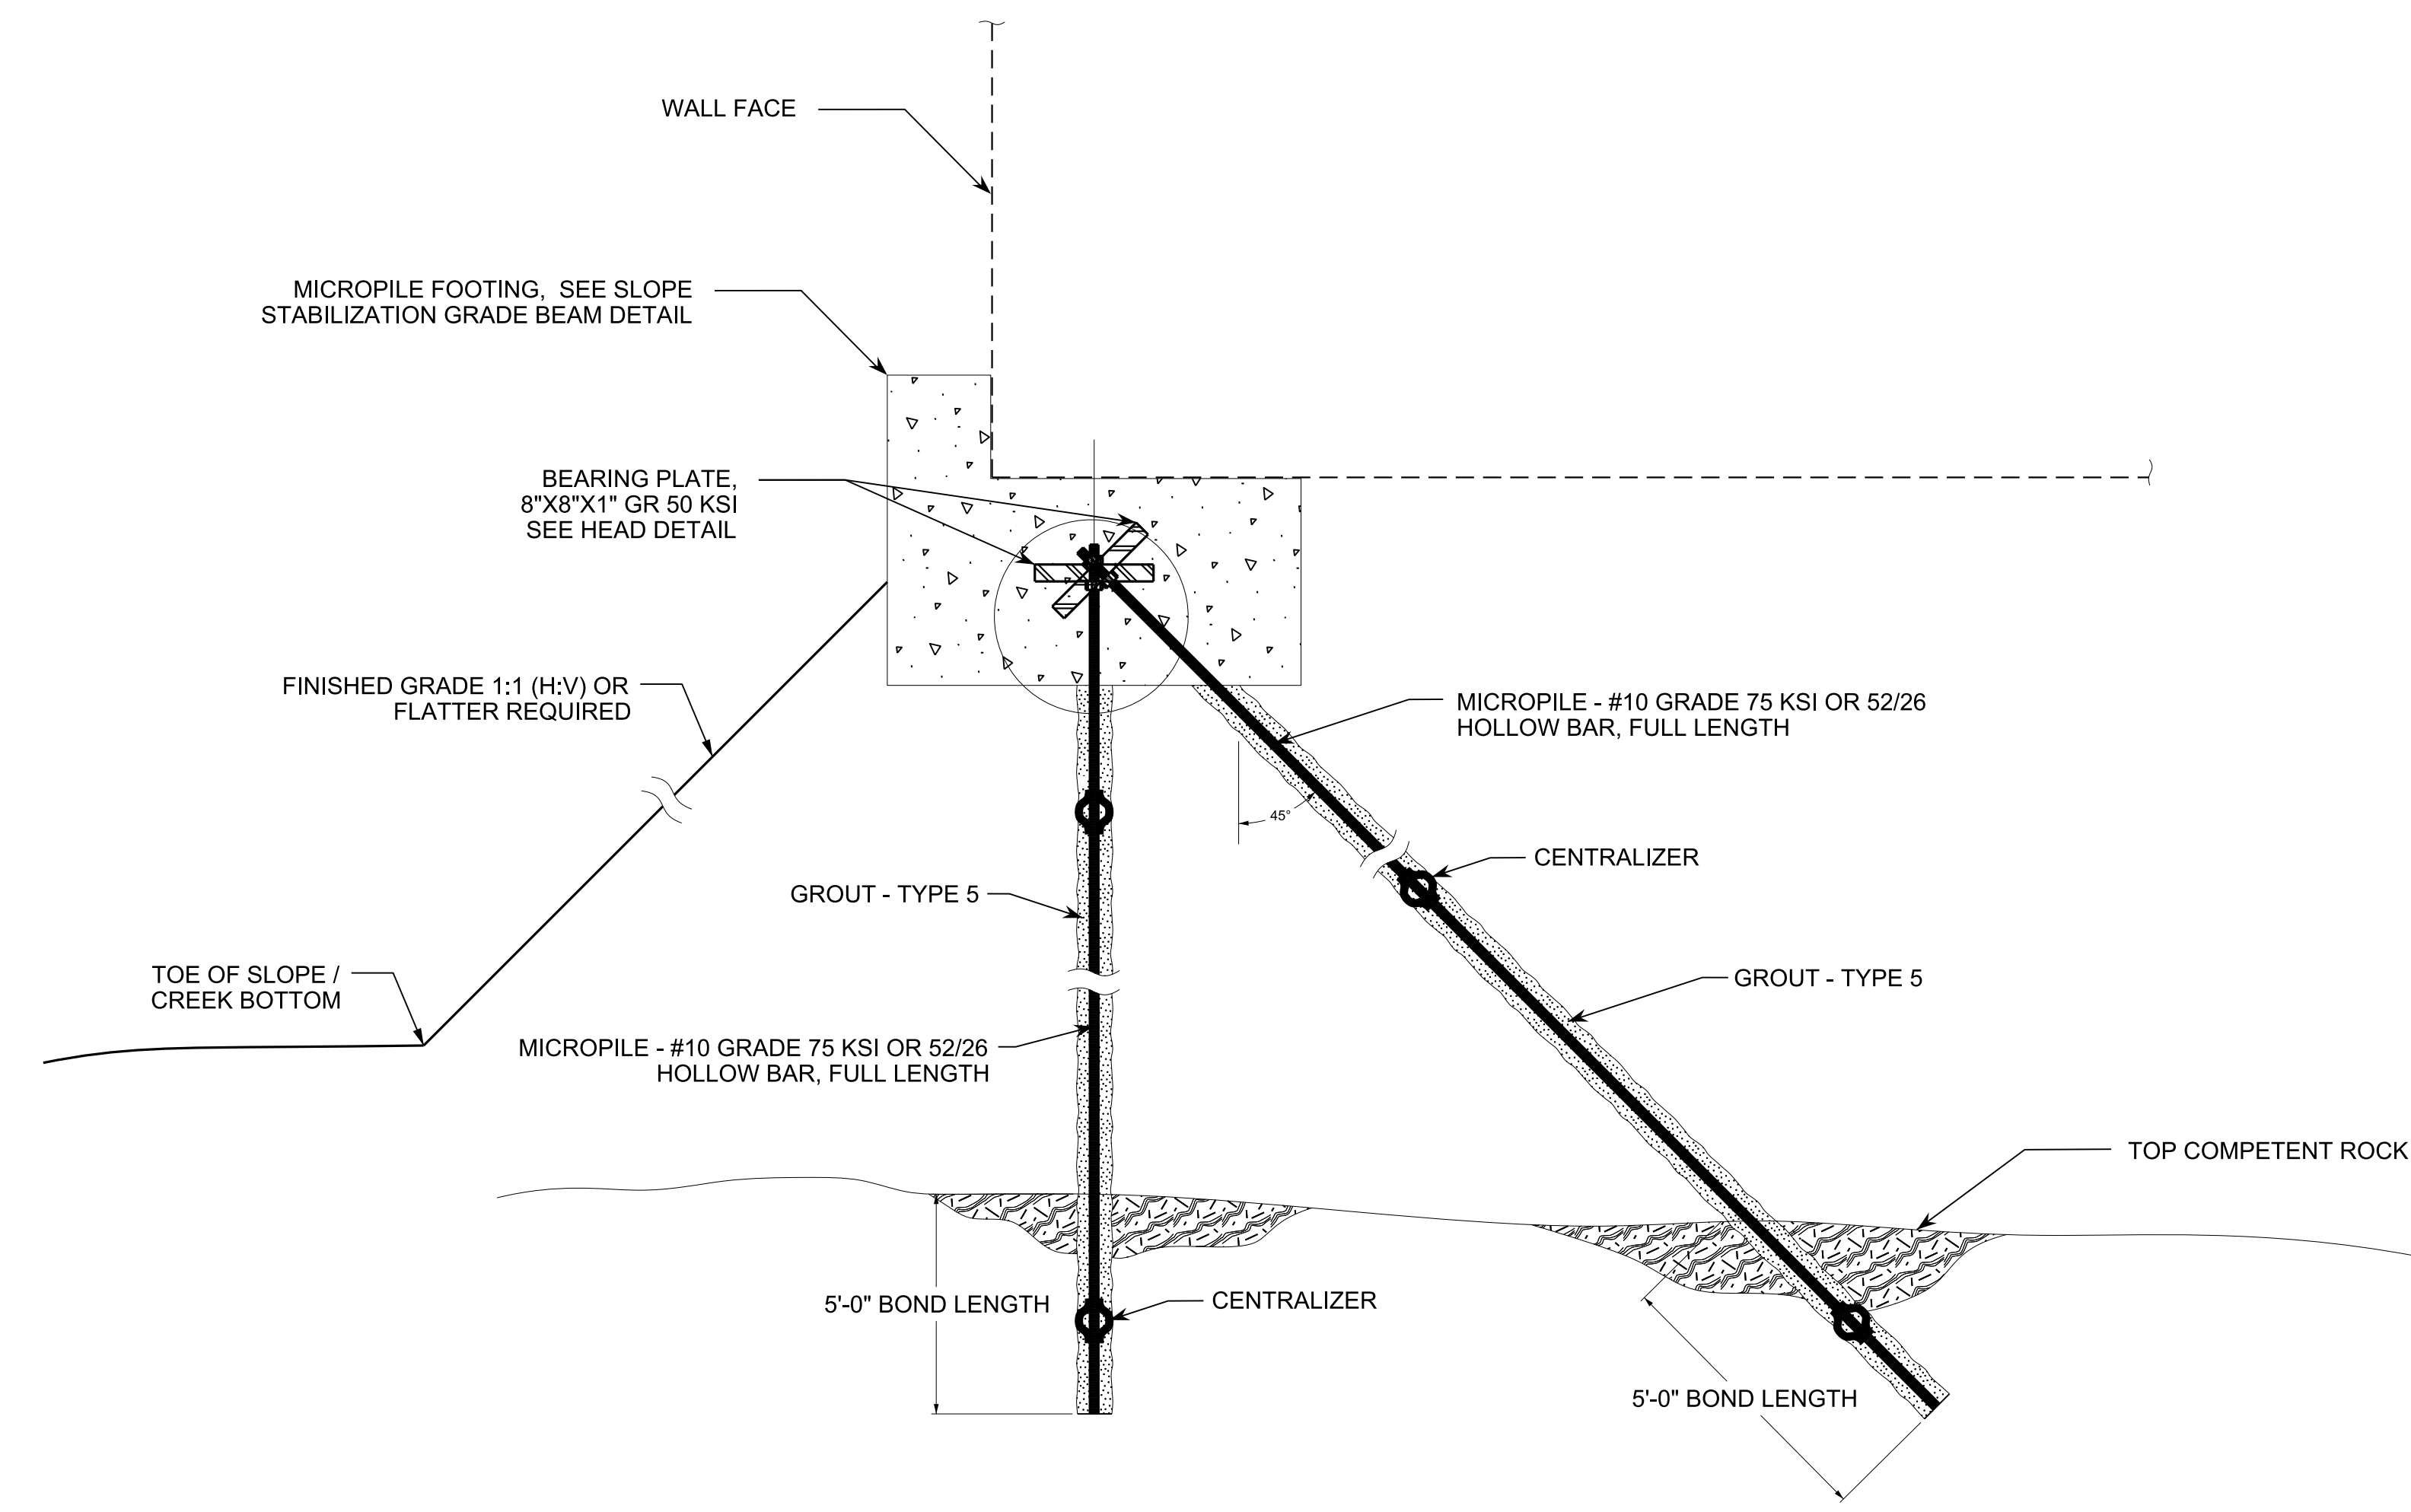 WALL FACE
MICROPILE FOOTING, SEE SLOPE
STABILIZATION GRADE BEAM DETAIL
BEARING PLATE,
8"X8"X1" GR 50 KSI
SEE HEAD DETAIL
FINISHED GRADE 1:1 (H:V) OR
FLATTER REQUIRED
MICROPILE - #10 GRADE 75 KSI OR 52/26
HOLLOW BAR, FULL LENGTH
45°
CENTRALIZER
GROUT - TYPE 5
TOE OF SLOPE /
CREEK BOTTOM
GROUT - TYPE 5
MICROPILE - #10 GRADE 75 KSI OR 52/26
HOLLOW BAR, FULL LENGTH
TOP COMPETENT ROCK
5'-0" BOND LENGTH
CENTRALIZER
5'-0" BOND LENGTH